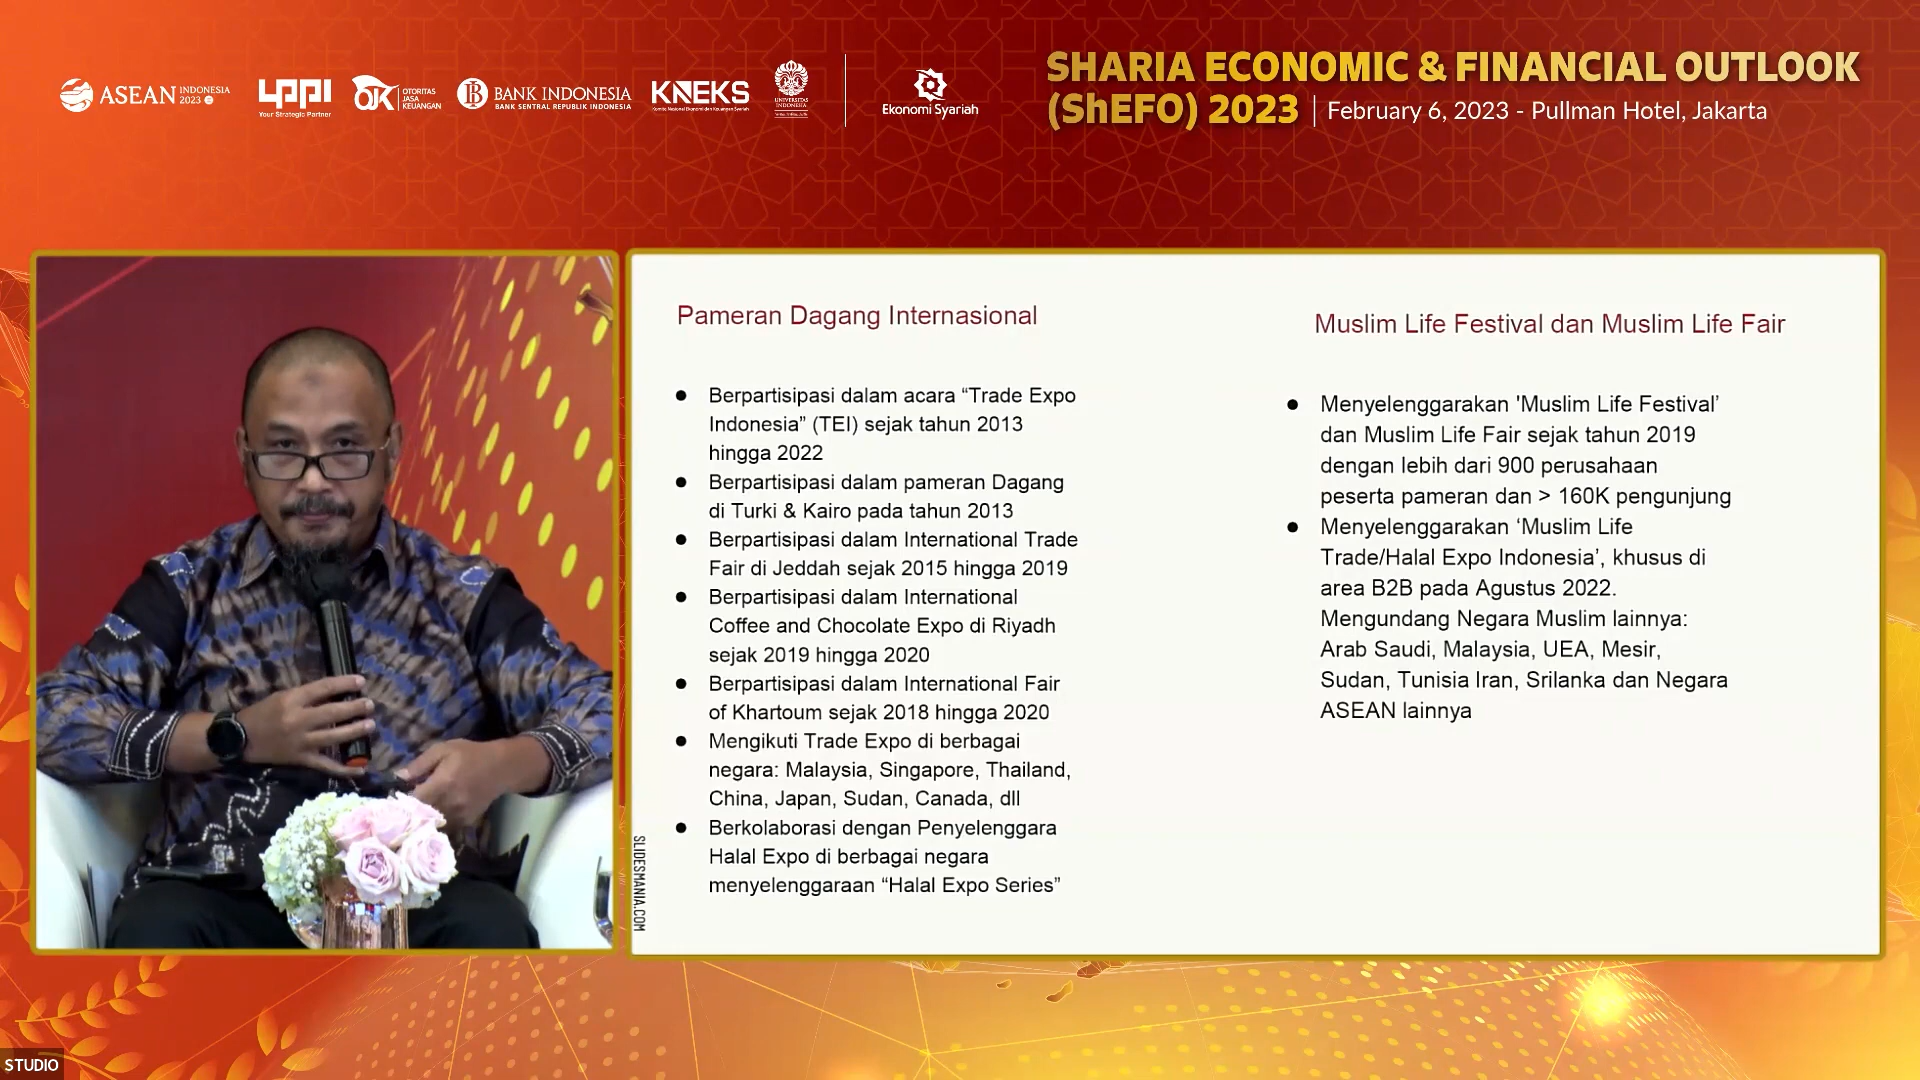 ASEAN INDONESIA 2023
LPPI
Your Strategic Partner
OJK OTORITAS JASA KEUANGAN
BANK INDONESIA
BANK SENTRAL REPUBLIK INDONESIA
KNEKS
Komite Nasional Ekonomi dan Keuangan Syariah
UNIVERSITAS INDONESIA
Ekonomi Syariah
SHARIA ECONOMIC & FINANCIAL OUTLOOK
(ShEFO) 2023 | February 6, 2023 - Pullman Hotel, Jakarta
Pameran Dagang Internasional
● Berpartisipasi dalam acara “Trade Expo
Indonesia” (TEI) sejak tahun 2013
hingga 2022
● Berpartisipasi dalam pameran Dagang
di Turki & Kairo pada tahun 2013
● Berpartisipasi dalam International Trade
Fair di Jeddah sejak 2015 hingga 2019
● Berpartisipasi dalam International
Coffee and Chocolate Expo di Riyadh
sejak 2019 hingga 2020
● Berpartisipasi dalam International Fair
of Khartoum sejak 2018 hingga 2020
● Mengikuti Trade Expo di berbagai
negara: Malaysia, Singapore, Thailand,
China, Japan, Sudan, Canada, dll
● Berkolaborasi dengan Penyelenggara
Halal Expo di berbagai negara
menyelenggaraan “Halal Expo Series”
Muslim Life Festival dan Muslim Life Fair
● Menyelenggarakan 'Muslim Life Festival’
dan Muslim Life Fair sejak tahun 2019
dengan lebih dari 900 perusahaan
peserta pameran dan > 160K pengunjung
● Menyelenggarakan ‘Muslim Life
Trade/Halal Expo Indonesia’, khusus di
area B2B pada Agustus 2022.
Mengundang Negara Muslim lainnya:
Arab Saudi, Malaysia, UEA, Mesir,
Sudan, Tunisia Iran, Srilanka dan Negara
ASEAN lainnya
SLIDESMANIA.COM
STUDIO